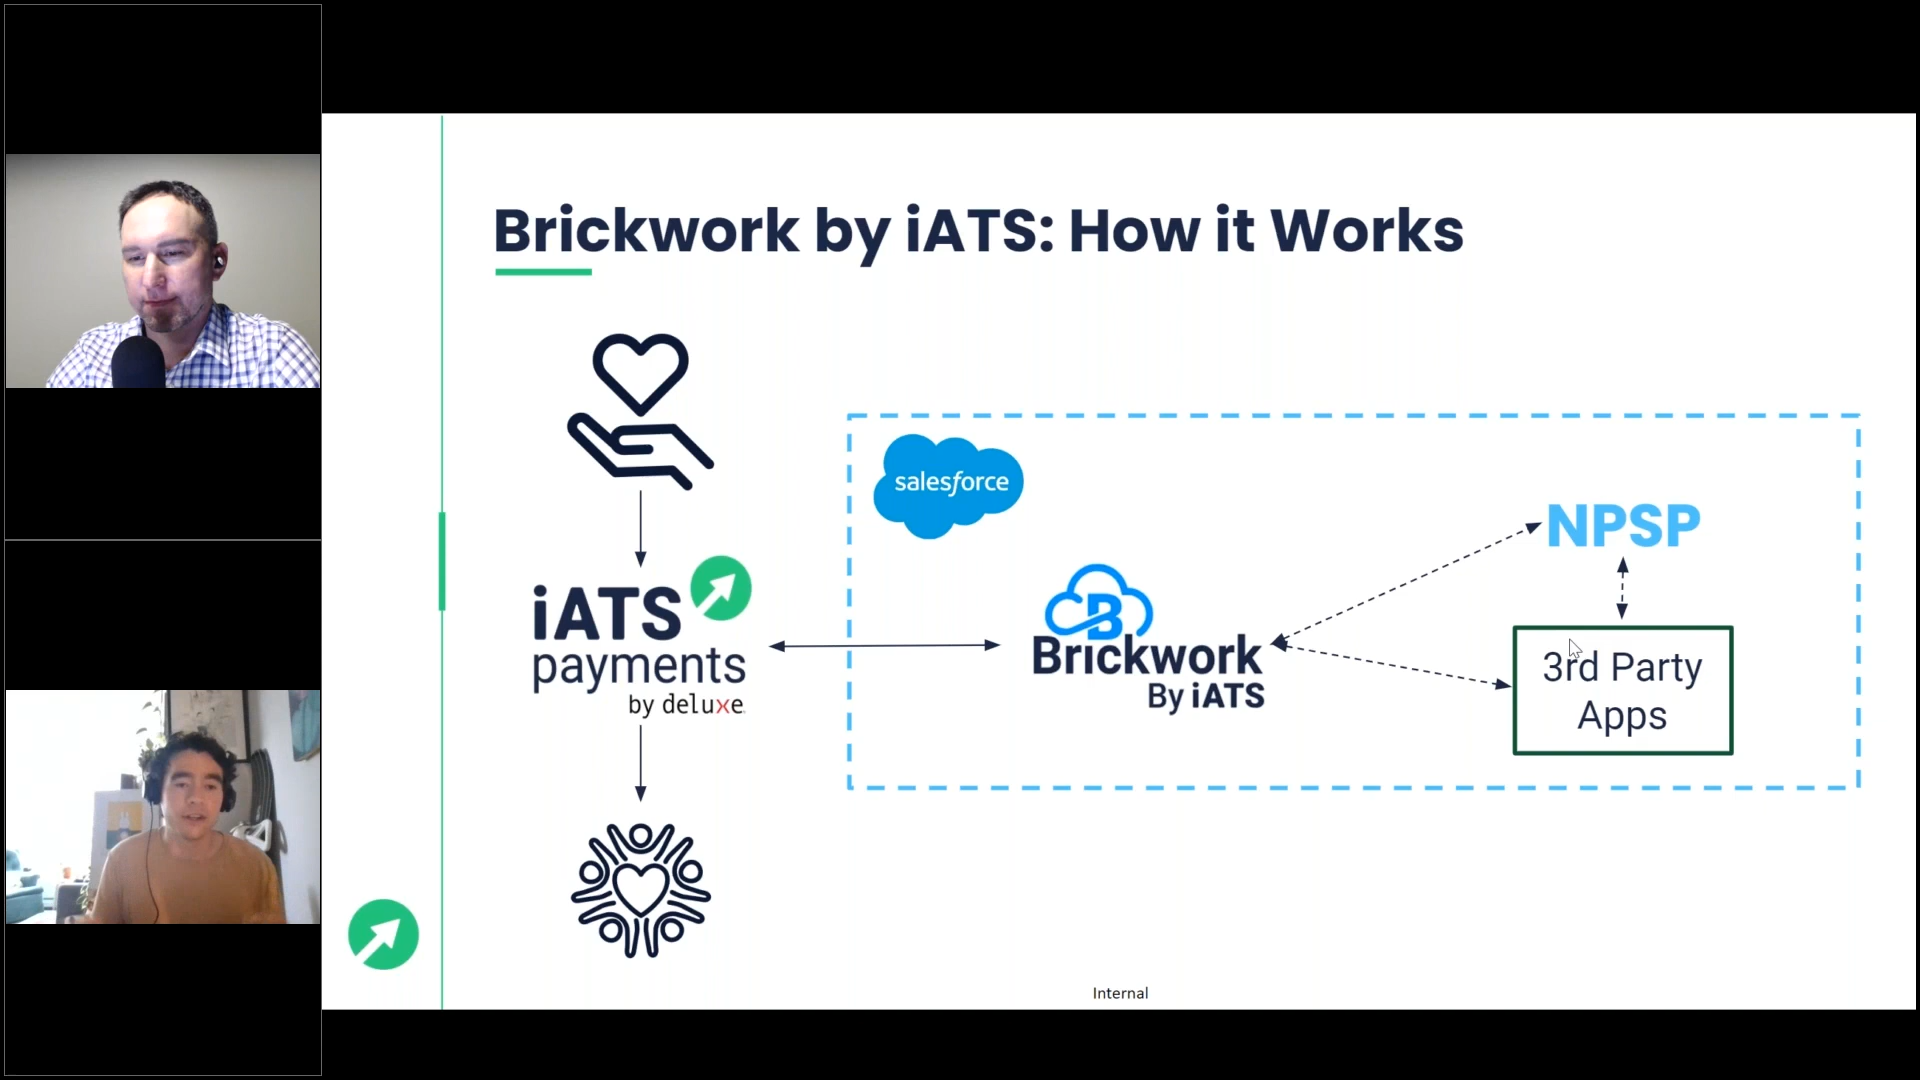 Brickwork by iATS: How it Works
salesforce
NPSP
iATS
payments
by deluxe
B
Brickwork
By iATS
3rd Party
Apps
Internal